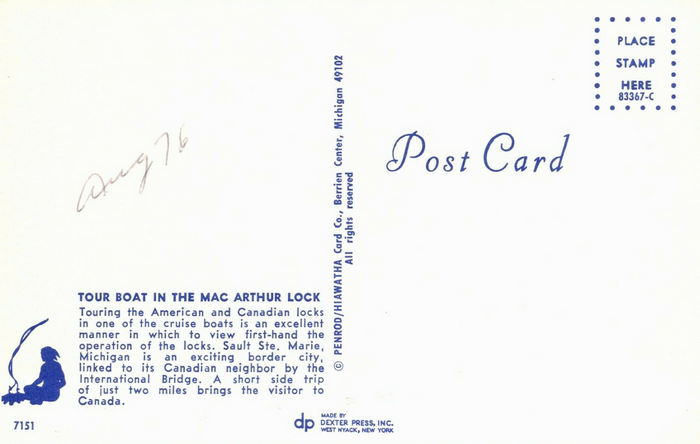 PLACE
STAMP
HERE
83367-C
Post Card
Aug 76
© PENROD/HIAWATHA Card Co., Berrien Center, Michigan 49102
All rights reserved
TOUR BOAT IN THE MAC ARTHUR LOCK
Touring the American and Canadian locks
in one of the cruise boats is an excellent
manner in which to view first-hand the
operation of the locks. Sault Ste. Marie,
Michigan is an exciting border city,
linked to its Canadian neighbor by the
International Bridge. A short side trip
of just two miles brings the visitor to
Canada.
7151
dp
MADE BY
DEXTER PRESS, INC.
WEST NYACK, NEW YORK